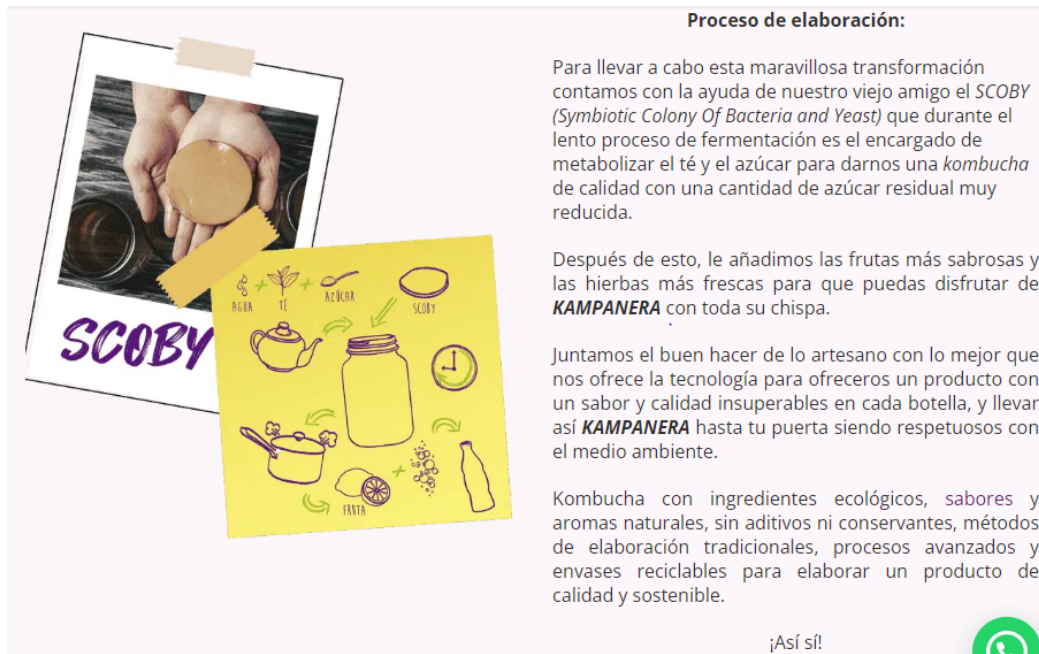 SCOBY
AGUA
TÉ
AZÚCAR
SCOBY
FRUTA
Proceso de elaboración:
Para llevar a cabo esta maravillosa transformación
contamos con la ayuda de nuestro viejo amigo el SCOBY
(Symbiotic Colony Of Bacteria and Yeast) que durante el
lento proceso de fermentación es el encargado de
metabolizar el té y el azúcar para darnos una kombucha
de calidad con una cantidad de azúcar residual muy
reducida.
Después de esto, le añadimos las frutas más sabrosas y
las hierbas más frescas para que puedas disfrutar de
KAMPANERA con toda su chispa.
Juntamos el buen hacer de lo artesano con lo mejor que
nos ofrece la tecnología para ofreceros un producto con
un sabor y calidad insuperables en cada botella, y llevar
así KAMPANERA hasta tu puerta siendo respetuosos con
el medio ambiente.
Kombucha con ingredientes ecológicos, sabores y
aromas naturales, sin aditivos ni conservantes, métodos
de elaboración tradicionales, procesos avanzados y
envases reciclables para elaborar un producto de
calidad y sostenible.
¡Así sí!